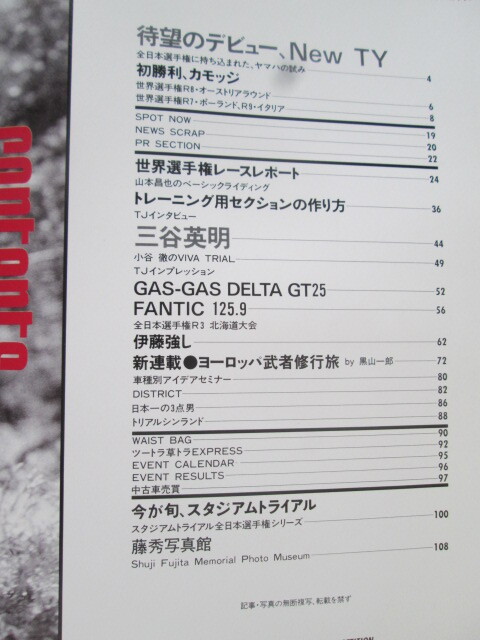 contents
待望のデビュー、New TY
全日本選手権に持ち込まれた、ヤマハの試み 4
初勝利、カモッジ
世界選手権R8・オーストリアラウンド 6
世界選手権R7・ポーランド、R9・イタリア 8
SPOT NOW 19
NEWS SCRAP 20
PR SECTION 22
世界選手権レースレポート 24
山本昌也のベーシックライディング
トレーニング用セクションの作り方 36
TJインタビュー
三谷英明 44
小谷 徹のVIVA TRIAL 49
TJインプレッション
GAS-GAS DELTA GT25 52
FANTIC 125.9 56
全日本選手権R3 北海道大会
伊藤強し 62
新連載●ヨーロッパ武者修行旅 by 黒山一郎 72
車種別アイデアセミナー 80
DISTRICT 82
日本一の3点男 86
トリアルシンランド 88
WAIST BAG 90
ツートラ草トラEXPRESS 92
EVENT CALENDAR 95
EVENT RESULTS 96
中古車売買 97
今が旬、スタジアムトライアル
スタジアムトライアル全日本選手権シリーズ 100
藤秀写真館
Shuji Fujita Memorial Photo Museum 108
記事・写真の無断複写、転載を禁ず